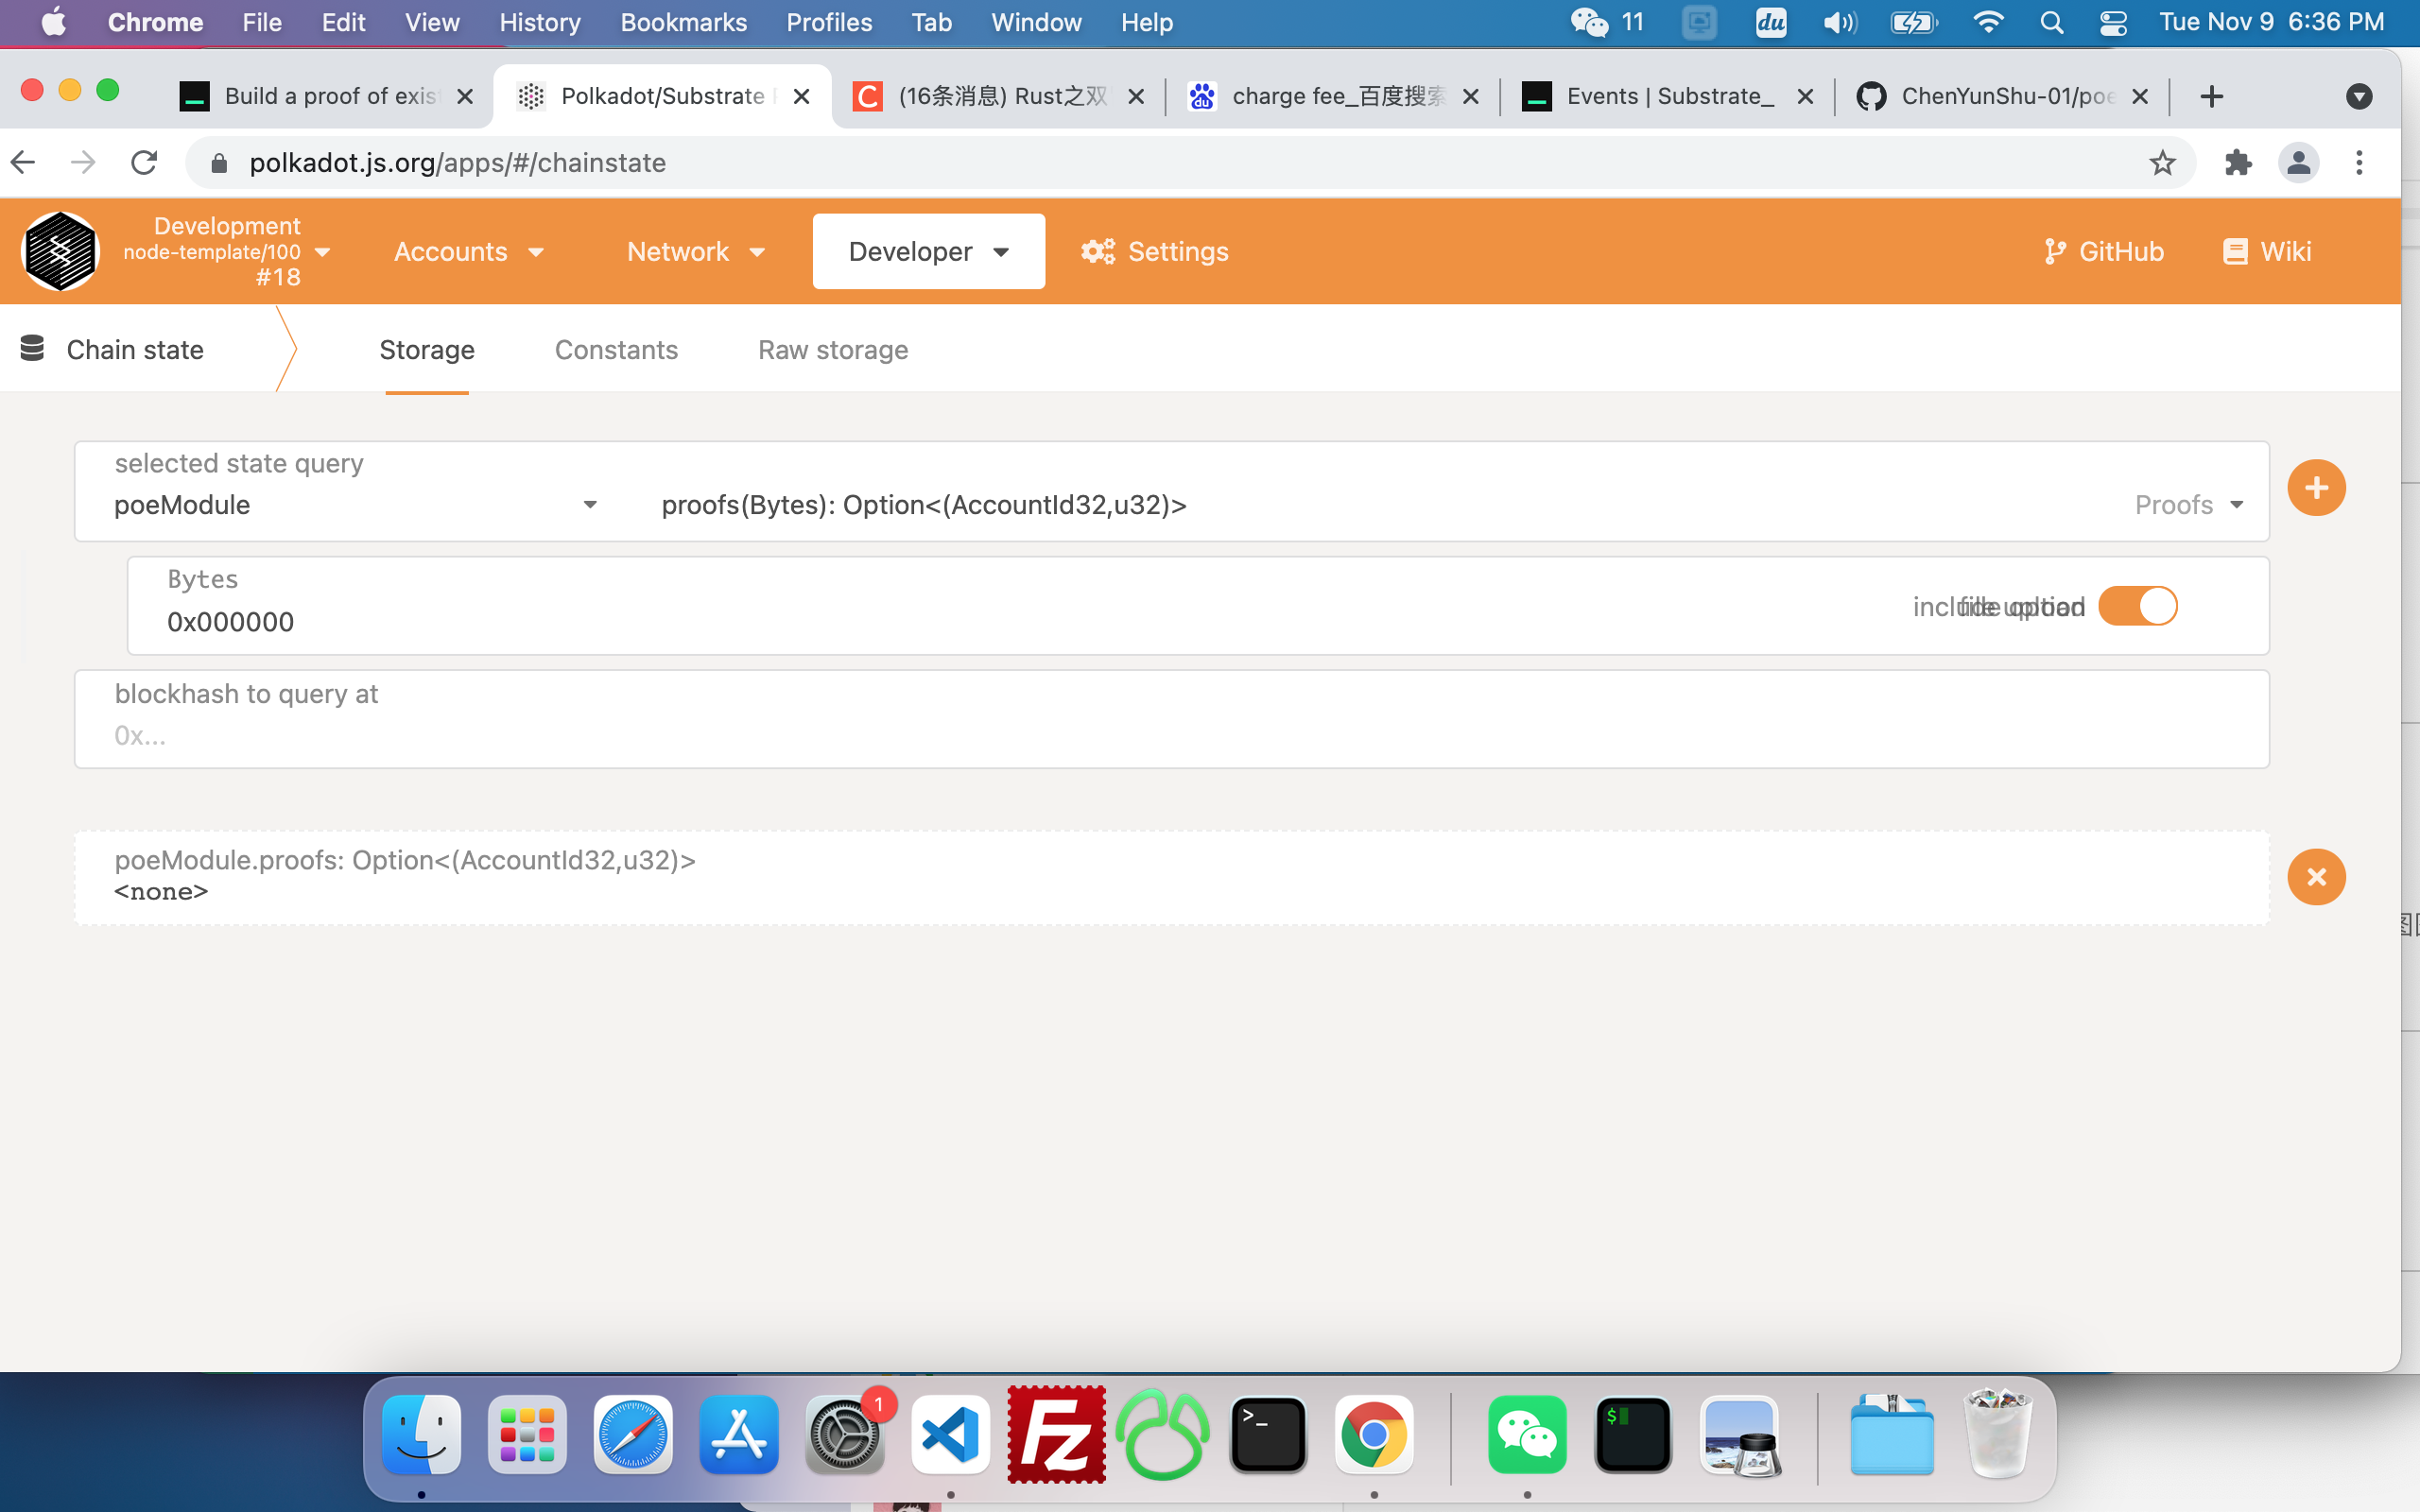 Chrome File Edit View History Bookmarks Profiles Tab Window Help 11 du Tue Nov 9 6:36 PM
Build a proof of exis Polkadot/Substrate (16条消息) Rust之双 charge fee_百度搜索 Events | Substrate_ ChenYunShu-01/poe
polkadot.js.org/apps/#/chainstate
Development
node-template/100
#18
Accounts Network Developer Settings GitHub Wiki
Chain state Storage Constants Raw storage
selected state query
poeModule proofs(Bytes): Option<(AccountId32,u32)> Proofs
Bytes
0x000000
include option
file upload
blockhash to query at
0x...
poeModule.proofs: Option<(AccountId32,u32)>
<none>
1